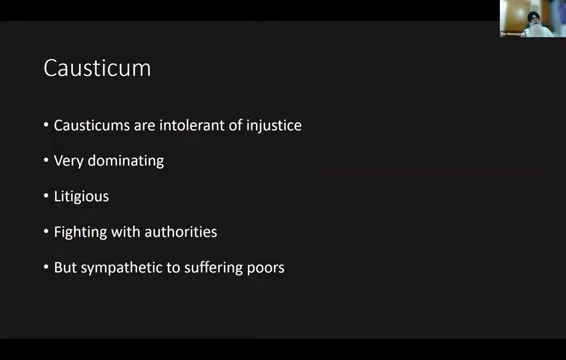 Causticum
• Causticums are intolerant of injustice
• Very dominating
• Litigious
• Fighting with authorities
• But sympathetic to suffering poors